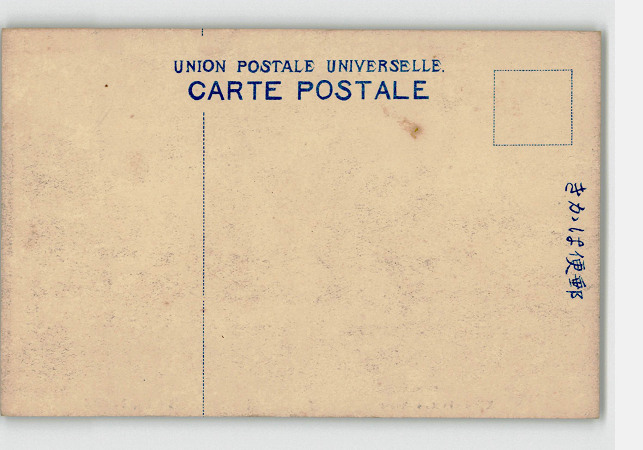 UNION POSTALE UNIVERSELLE.
CARTE POSTALE
きかは便郵